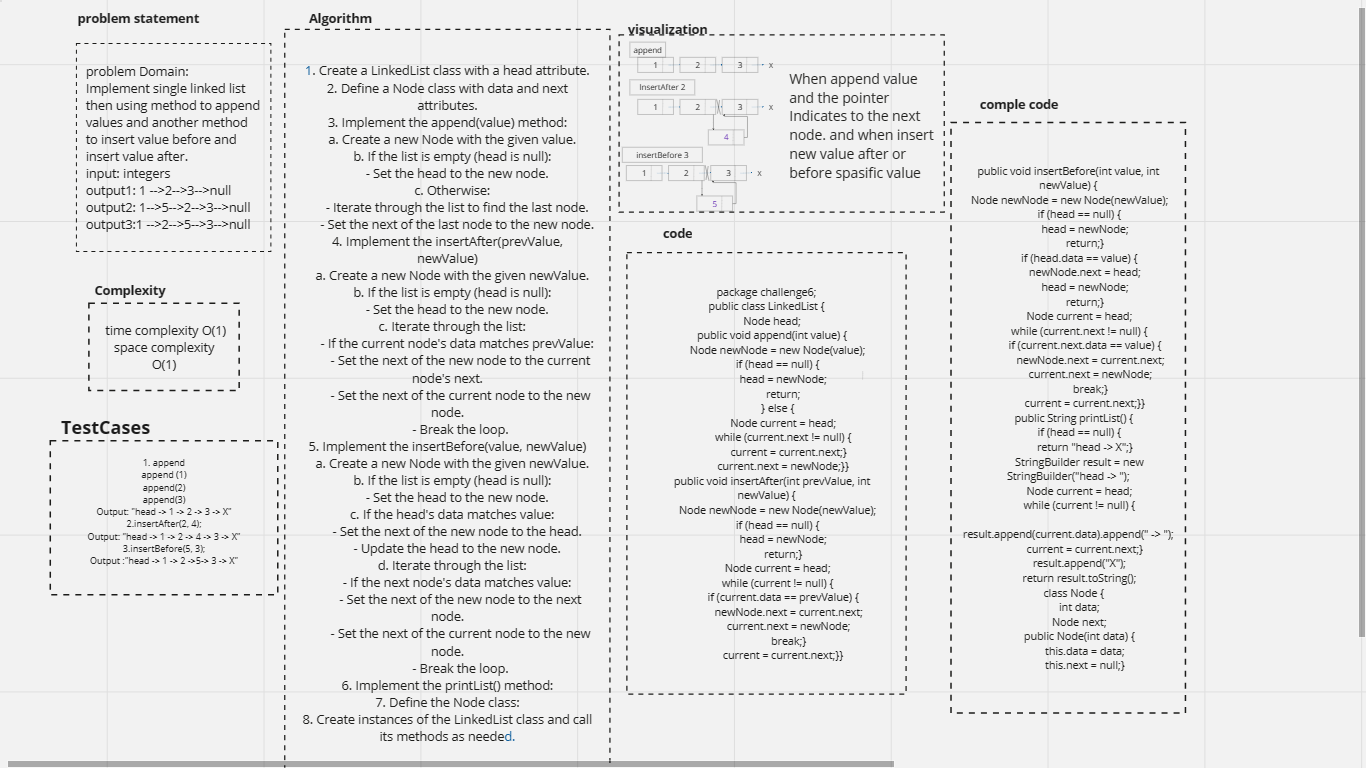 problem statement
problem Domain:
Implement single linked list
then using method to append
values and another method
to insert value before and
insert value after.
input: integers
output1: 1 -->2-->3-->null
output2: 1-->5-->2-->3-->null
output3:1 -->2-->5-->3-->null
Complexity
time complexity O(1)
space complexity
O(1)
TestCases
1. append
append (1)
append(2)
append(3)
Output: "head -> 1 -> 2 -> 3 -> X"
2.insertAfter(2, 4);
Output: "head -> 1 -> 2 -> 4 -> 3 -> X"
3.insertBefore(5, 3);
Output :"head -> 1 -> 2 ->5-> 3 -> X"
Algorithm
1. Create a LinkedList class with a head attribute.
2. Define a Node class with data and next
attributes.
3. Implement the append(value) method:
a. Create a new Node with the given value.
b. If the list is empty (head is null):
- Set the head to the new node.
c. Otherwise:
- Iterate through the list to find the last node.
- Set the next of the last node to the new node.
4. Implement the insertAfter(prevValue,
newValue)
a. Create a new Node with the given newValue.
b. If the list is empty (head is null):
- Set the head to the new node.
c. Iterate through the list:
- If the current node's data matches prevValue:
- Set the next of the new node to the current
node's next.
- Set the next of the current node to the new
node.
- Break the loop.
5. Implement the insertBefore(value, newValue)
a. Create a new Node with the given newValue.
b. If the list is empty (head is null):
- Set the head to the new node.
c. If the head's data matches value:
- Set the next of the new node to the head.
- Update the head to the new node.
d. Iterate through the list:
- If the next node's data matches value:
- Set the next of the new node to the next
node.
- Set the next of the current node to the new
node.
- Break the loop.
6. Implement the printList() method:
7. Define the Node class:
8. Create instances of the LinkedList class and call
its methods as needed.
visualization
append
1 2 3 x
InsertAfter 2
1 2 3 x
4
insertBefore 3
1 2 3 x
5
When append value
and the pointer
Indicates to the next
node. and when insert
new value after or
before spasific value
code
package challenge6;
public class LinkedList {
Node head;
public void append(int value) {
Node newNode = new Node(value);
if (head == null) {
head = newNode;
return;
} else {
Node current = head;
while (current.next != null) {
current = current.next;}
current.next = newNode;}}
public void insertAfter(int prevValue, int
newValue) {
Node newNode = new Node(newValue);
if (head == null) {
head = newNode;
return;}
Node current = head;
while (current != null) {
if (current.data == prevValue) {
newNode.next = current.next;
current.next = newNode;
break;}
current = current.next;}}
comple code
public void insertBefore(int value, int
newValue) {
Node newNode = new Node(newValue);
if (head == null) {
head = newNode;
return;}
if (head.data == value) {
newNode.next = head;
head = newNode;
return;}
Node current = head;
while (current.next != null) {
if (current.next.data == value) {
newNode.next = current.next;
current.next = newNode;
break;}
current = current.next;}}
public String printList() {
if (head == null) {
return "head -> X";}
StringBuilder result = new
StringBuilder("head -> ");
Node current = head;
while (current != null) {
result.append(current.data).append(" -> ");
current = current.next;}
result.append("X");
return result.toString();
class Node {
int data;
Node next;
public Node(int data) {
this.data = data;
this.next = null;}